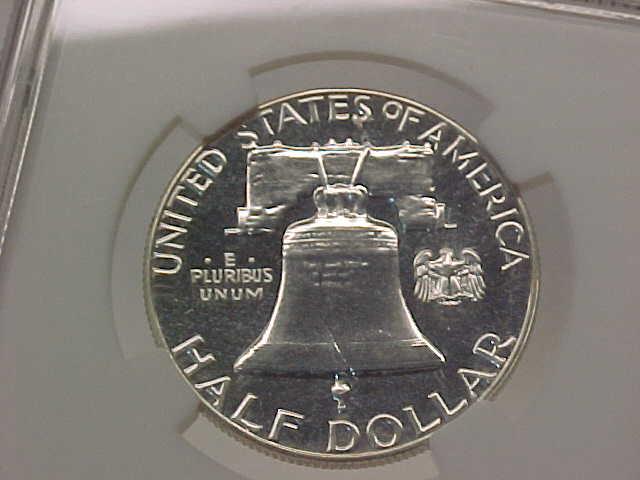 UNITED STATES OF AMERICA
· E ·
PLURIBUS
UNUM
HALF DOLLAR